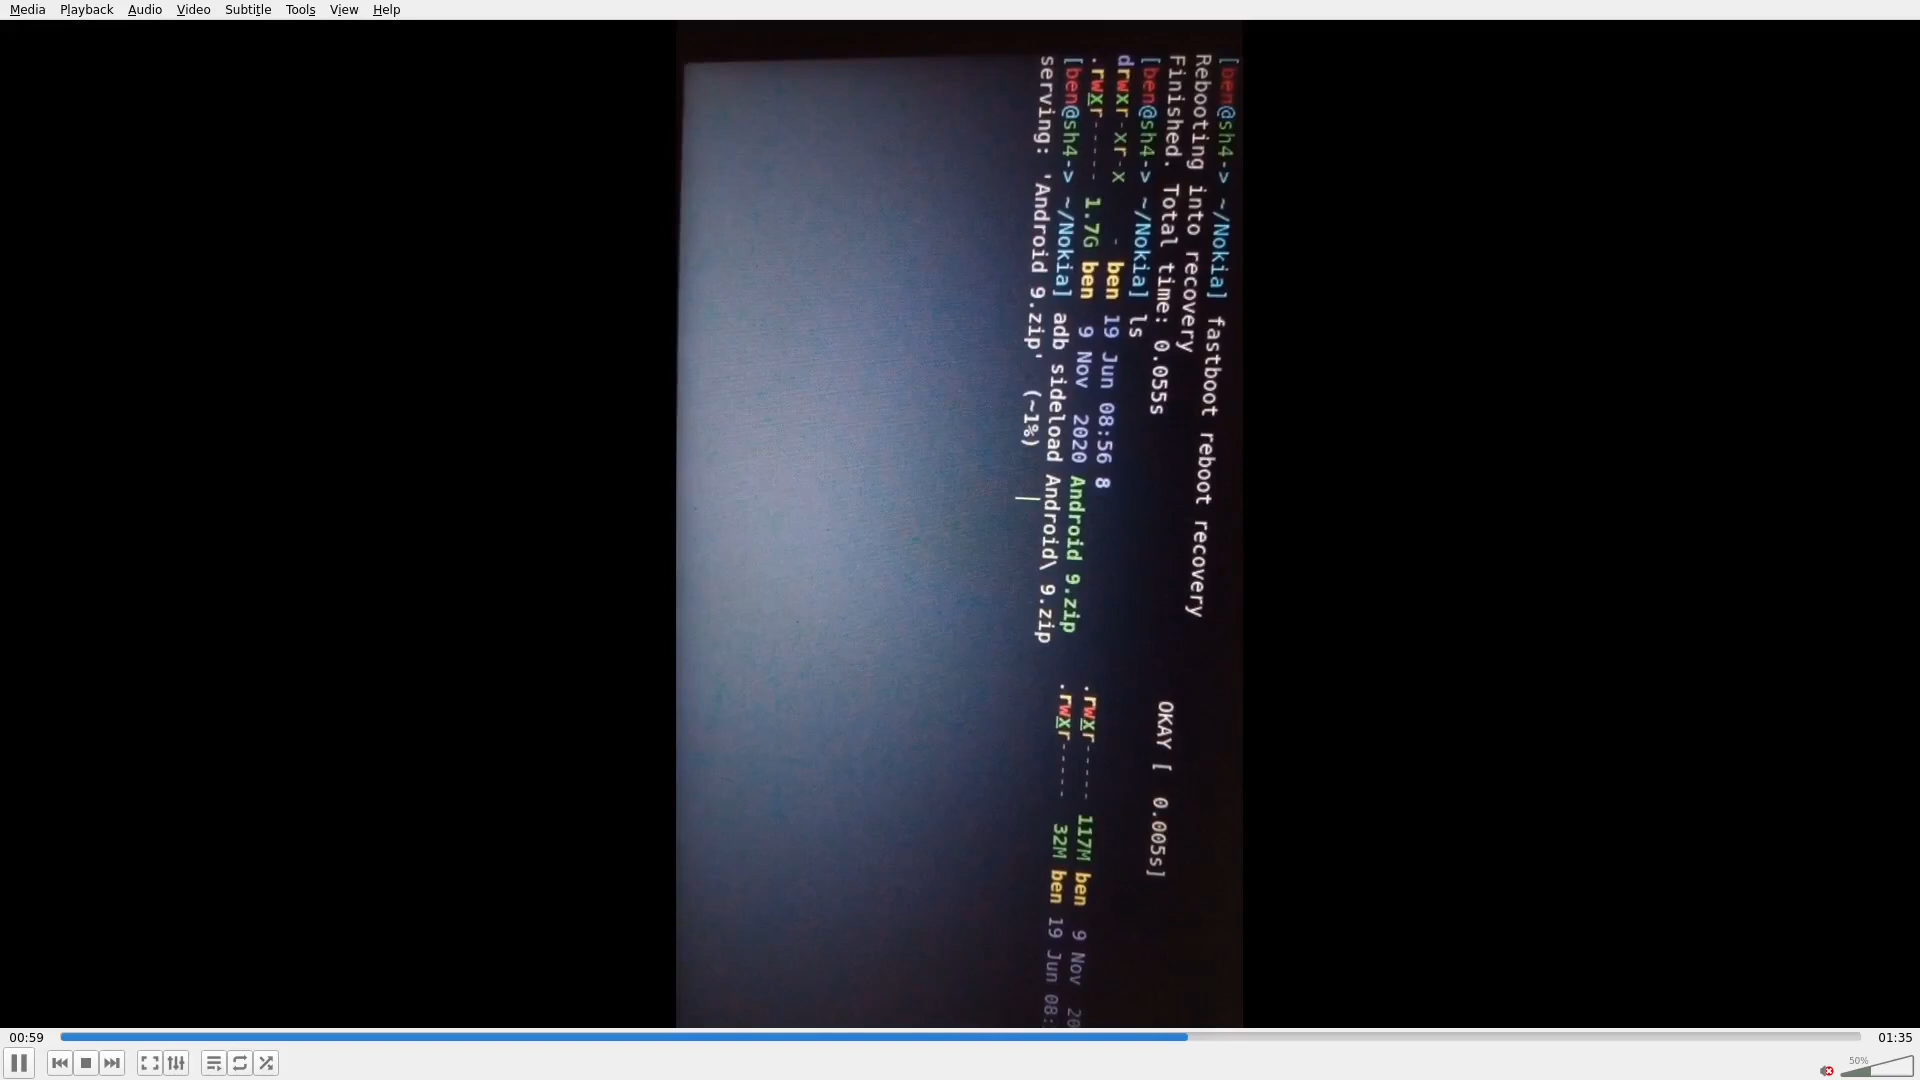 Media Playback Audio Video Subtitle Tools View Help
[ben@sh4-> ~/Nokia] fastboot reboot recovery
Rebooting into recovery OKAY [ 0.005s]
Finished. Total time: 0.055s
[ben@sh4-> ~/Nokia] ls
drwxr-xr-x - ben 19 Jun 08:56 8 .rwxr----- 117M ben 9 Nov 20
.rwxr----- 1.7G ben 9 Nov 2020 Android 9.zip .rwxr----- 32M ben 19 Jun 08:
[ben@sh4-> ~/Nokia] adb sideload Android\ 9.zip
serving: 'Android 9.zip' (~1%)
00:59 01:35
50%